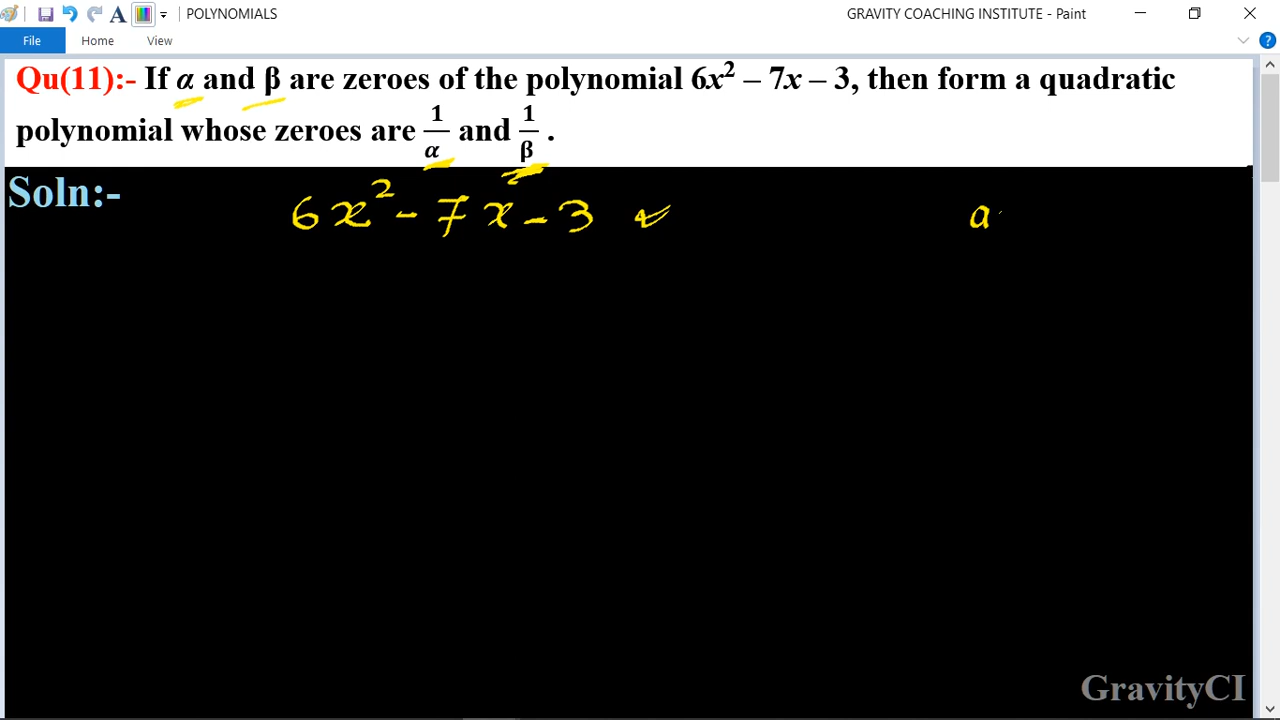 POLYNOMIALS
GRAVITY COACHING INSTITUTE - Paint
File Home View
Qu(11):- If α and β are zeroes of the polynomial 6x² – 7x – 3, then form a quadratic
polynomial whose zeroes are 1/α and 1/β .
Soln:-
6x² - 7x - 3
a
GravityCI